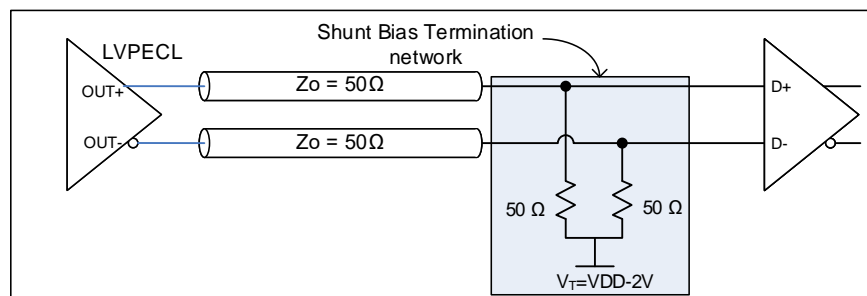 Shunt Bias Termination
network
LVPECL
OUT+
Zo = 50Ω
D+
OUT-
Zo = 50Ω
D-
50 Ω
50 Ω
VT=VDD-2V